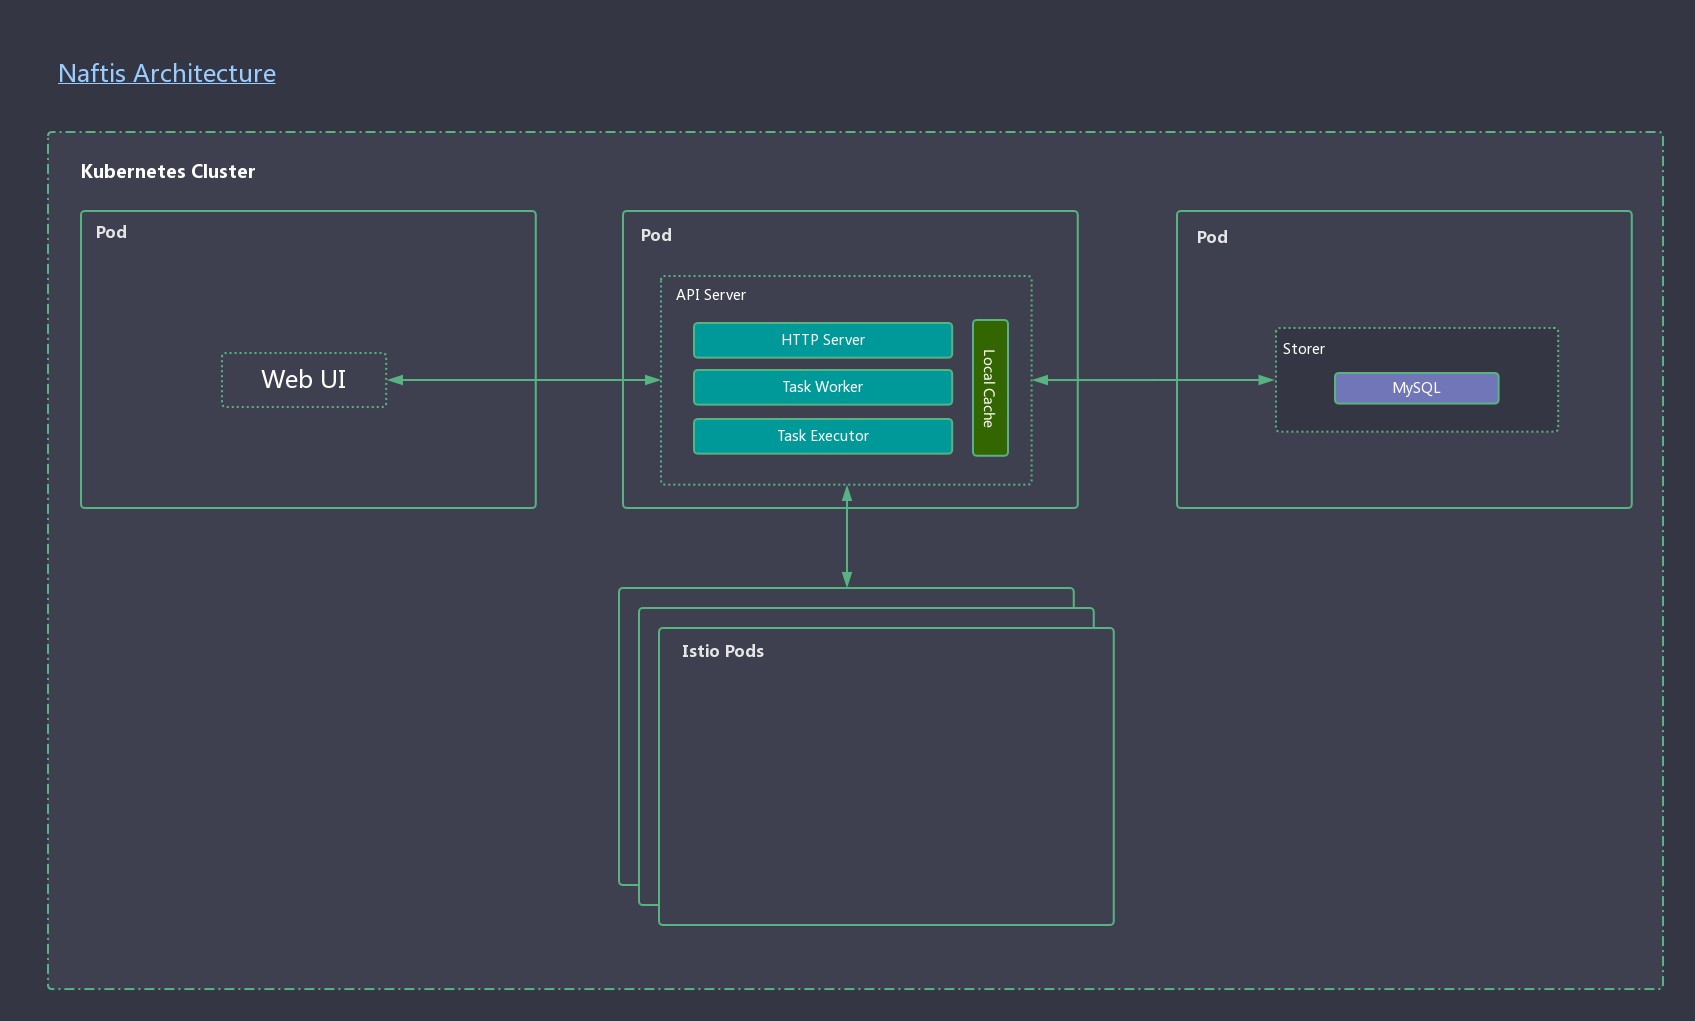 Naftis Architecture
Kubernetes Cluster
Pod
Web UI
Pod
API Server
HTTP Server
Task Worker
Task Executor
Local Cache
Pod
Storer
MySQL
Istio Pods